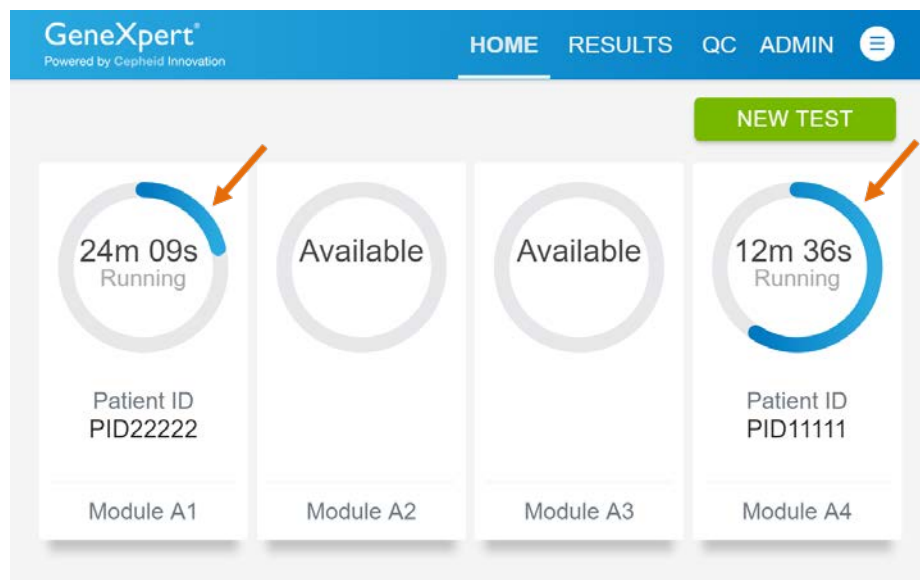 GeneXpert®
Powered by Cepheid Innovation
HOME RESULTS QC ADMIN
NEW TEST
24m 09s
Running
Patient ID
PID22222
Module A1
Available
Module A2
Available
Module A3
12m 36s
Running
Patient ID
PID11111
Module A4